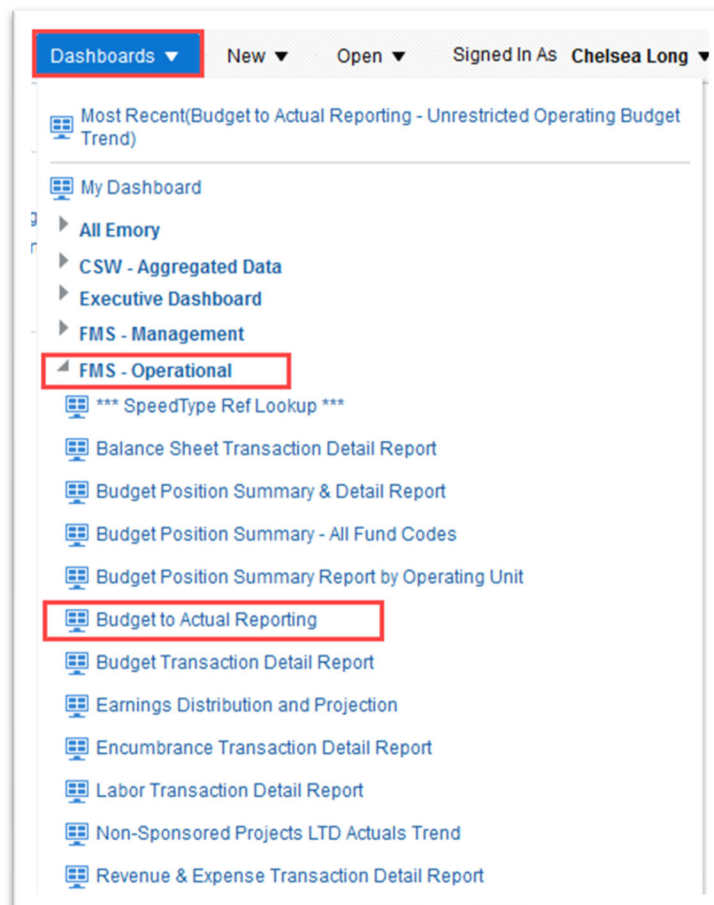 Dashboards New Open Signed In As Chelsea Long
Most Recent(Budget to Actual Reporting - Unrestricted Operating Budget
Trend)
My Dashboard
All Emory
CSW - Aggregated Data
Executive Dashboard
FMS - Management
FMS - Operational
*** SpeedType Ref Lookup ***
Balance Sheet Transaction Detail Report
Budget Position Summary & Detail Report
Budget Position Summary - All Fund Codes
Budget Position Summary Report by Operating Unit
Budget to Actual Reporting
Budget Transaction Detail Report
Earnings Distribution and Projection
Encumbrance Transaction Detail Report
Labor Transaction Detail Report
Non-Sponsored Projects LTD Actuals Trend
Revenue & Expense Transaction Detail Report